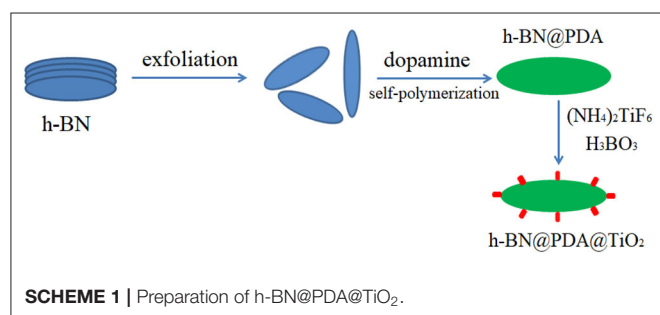 h-BN
exfoliation
dopamine
self-polymerization
h-BN@PDA
(NH₄)₂TiF₆
H₃BO₃
h-BN@PDA@TiO₂
SCHEME 1 | Preparation of h-BN@PDA@TiO₂.